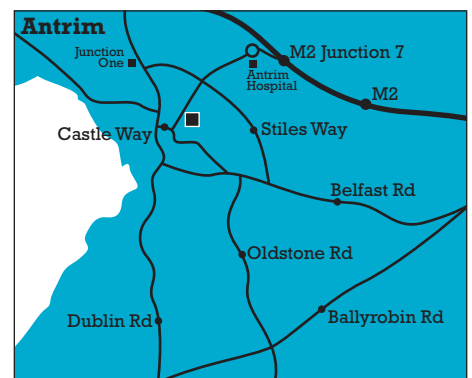 Antrim
Junction
One
M2 Junction 7
Antrim
Hospital
M2
Castle Way
Stiles Way
Belfast Rd
Oldstone Rd
Dublin Rd
Ballyrobin Rd